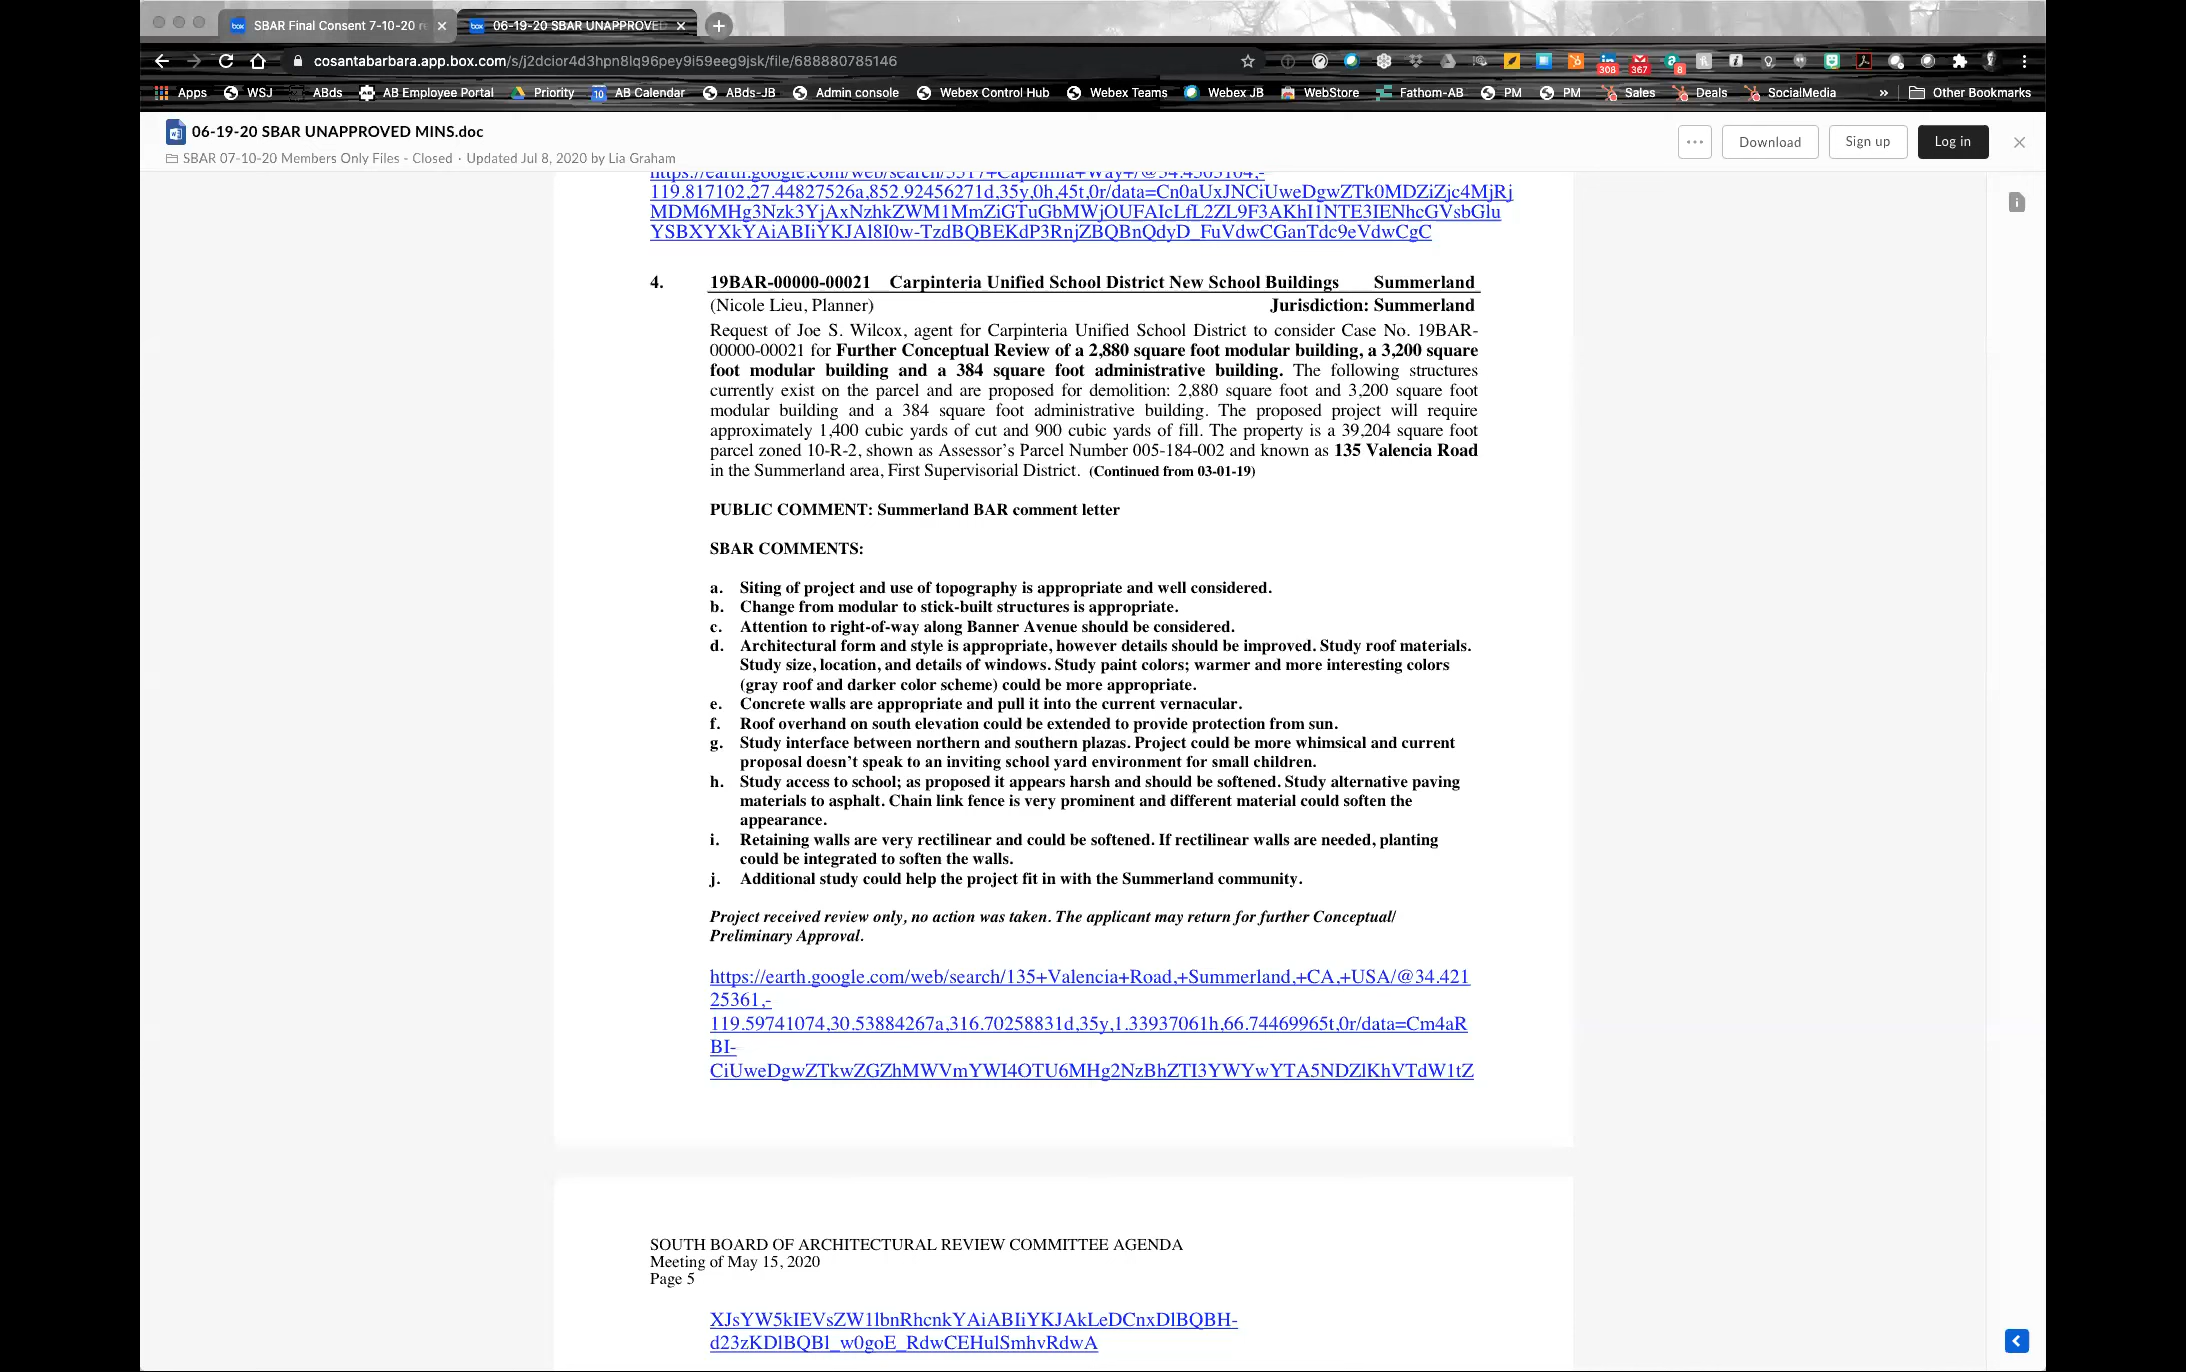 SBAR Final Consent 7-10-20
06-19-20 SBAR UNAPPROVED
cosantabarbara.app.box.com/s/j2dcior4d3hpn8lq96pey9i59eeg9jsk/file/688880785146
308 367 8
Apps WSJ ABds AB Employee Portal Priority 10 AB Calendar ABds-JB Admin console Webex Control Hub Webex Teams Webex JB WebStore Fathom-AB PM PM Sales Deals SocialMedia » Other Bookmarks
06-19-20 SBAR UNAPPROVED MINS.doc
SBAR 07-10-20 Members Only Files - Closed · Updated Jul 8, 2020 by Lia Graham
Download Sign up Log in
119.817102,27.44827526a,852.92456271d,35y,0h,45t,0r/data=Cn0aUxJNCiUweDgwZTk0MDZiZjc4MjRj
MDM6MHg3Nzk3YjAxNzhkZWM1MmZiGTuGbMWjOUFAIcLfL2ZL9F3AKhI1NTE3IENhcGVsbGlu
YSBXYXkYAiABIiYKJAl8I0w-TzdBQBEKdP3RnjZBQBnQdyD_FuVdwCGanTdc9eVdwCgC
4. 19BAR-00000-00021 Carpinteria Unified School District New School Buildings Summerland
(Nicole Lieu, Planner) Jurisdiction: Summerland
Request of Joe S. Wilcox, agent for Carpinteria Unified School District to consider Case No. 19BAR-
00000-00021 for Further Conceptual Review of a 2,880 square foot modular building, a 3,200 square
foot modular building and a 384 square foot administrative building. The following structures
currently exist on the parcel and are proposed for demolition: 2,880 square foot and 3,200 square foot
modular building and a 384 square foot administrative building. The proposed project will require
approximately 1,400 cubic yards of cut and 900 cubic yards of fill. The property is a 39,204 square foot
parcel zoned 10-R-2, shown as Assessor's Parcel Number 005-184-002 and known as 135 Valencia Road
in the Summerland area, First Supervisorial District. (Continued from 03-01-19)
PUBLIC COMMENT: Summerland BAR comment letter
SBAR COMMENTS:
a. Siting of project and use of topography is appropriate and well considered.
b. Change from modular to stick-built structures is appropriate.
c. Attention to right-of-way along Banner Avenue should be considered.
d. Architectural form and style is appropriate, however details should be improved. Study roof materials.
Study size, location, and details of windows. Study paint colors; warmer and more interesting colors
(gray roof and darker color scheme) could be more appropriate.
e. Concrete walls are appropriate and pull it into the current vernacular.
f. Roof overhand on south elevation could be extended to provide protection from sun.
g. Study interface between northern and southern plazas. Project could be more whimsical and current
proposal doesn't speak to an inviting school yard environment for small children.
h. Study access to school; as proposed it appears harsh and should be softened. Study alternative paving
materials to asphalt. Chain link fence is very prominent and different material could soften the
appearance.
i. Retaining walls are very rectilinear and could be softened. If rectilinear walls are needed, planting
could be integrated to soften the walls.
j. Additional study could help the project fit in with the Summerland community.
Project received review only, no action was taken. The applicant may return for further Conceptual/
Preliminary Approval.
https://earth.google.com/web/search/135+Valencia+Road,+Summerland,+CA,+USA/@34.421
25361,-
119.59741074,30.53884267a,316.70258831d,35y,1.33937061h,66.74469965t,0r/data=Cm4aR
BI-
CiUweDgwZTkwZGZhMWVmYWI4OTU6MHg2NzBhZTI3YWYwYTA5NDZlKhVTdW1tZ
SOUTH BOARD OF ARCHITECTURAL REVIEW COMMITTEE AGENDA
Meeting of May 15, 2020
Page 5
XJsYW5kIEVsZW1lbnRhcnkYAiABIiYKJAkLeDCnxDlBQBH-
d23zKDlBQBl_w0goE_RdwCEHulSmhvRdwA